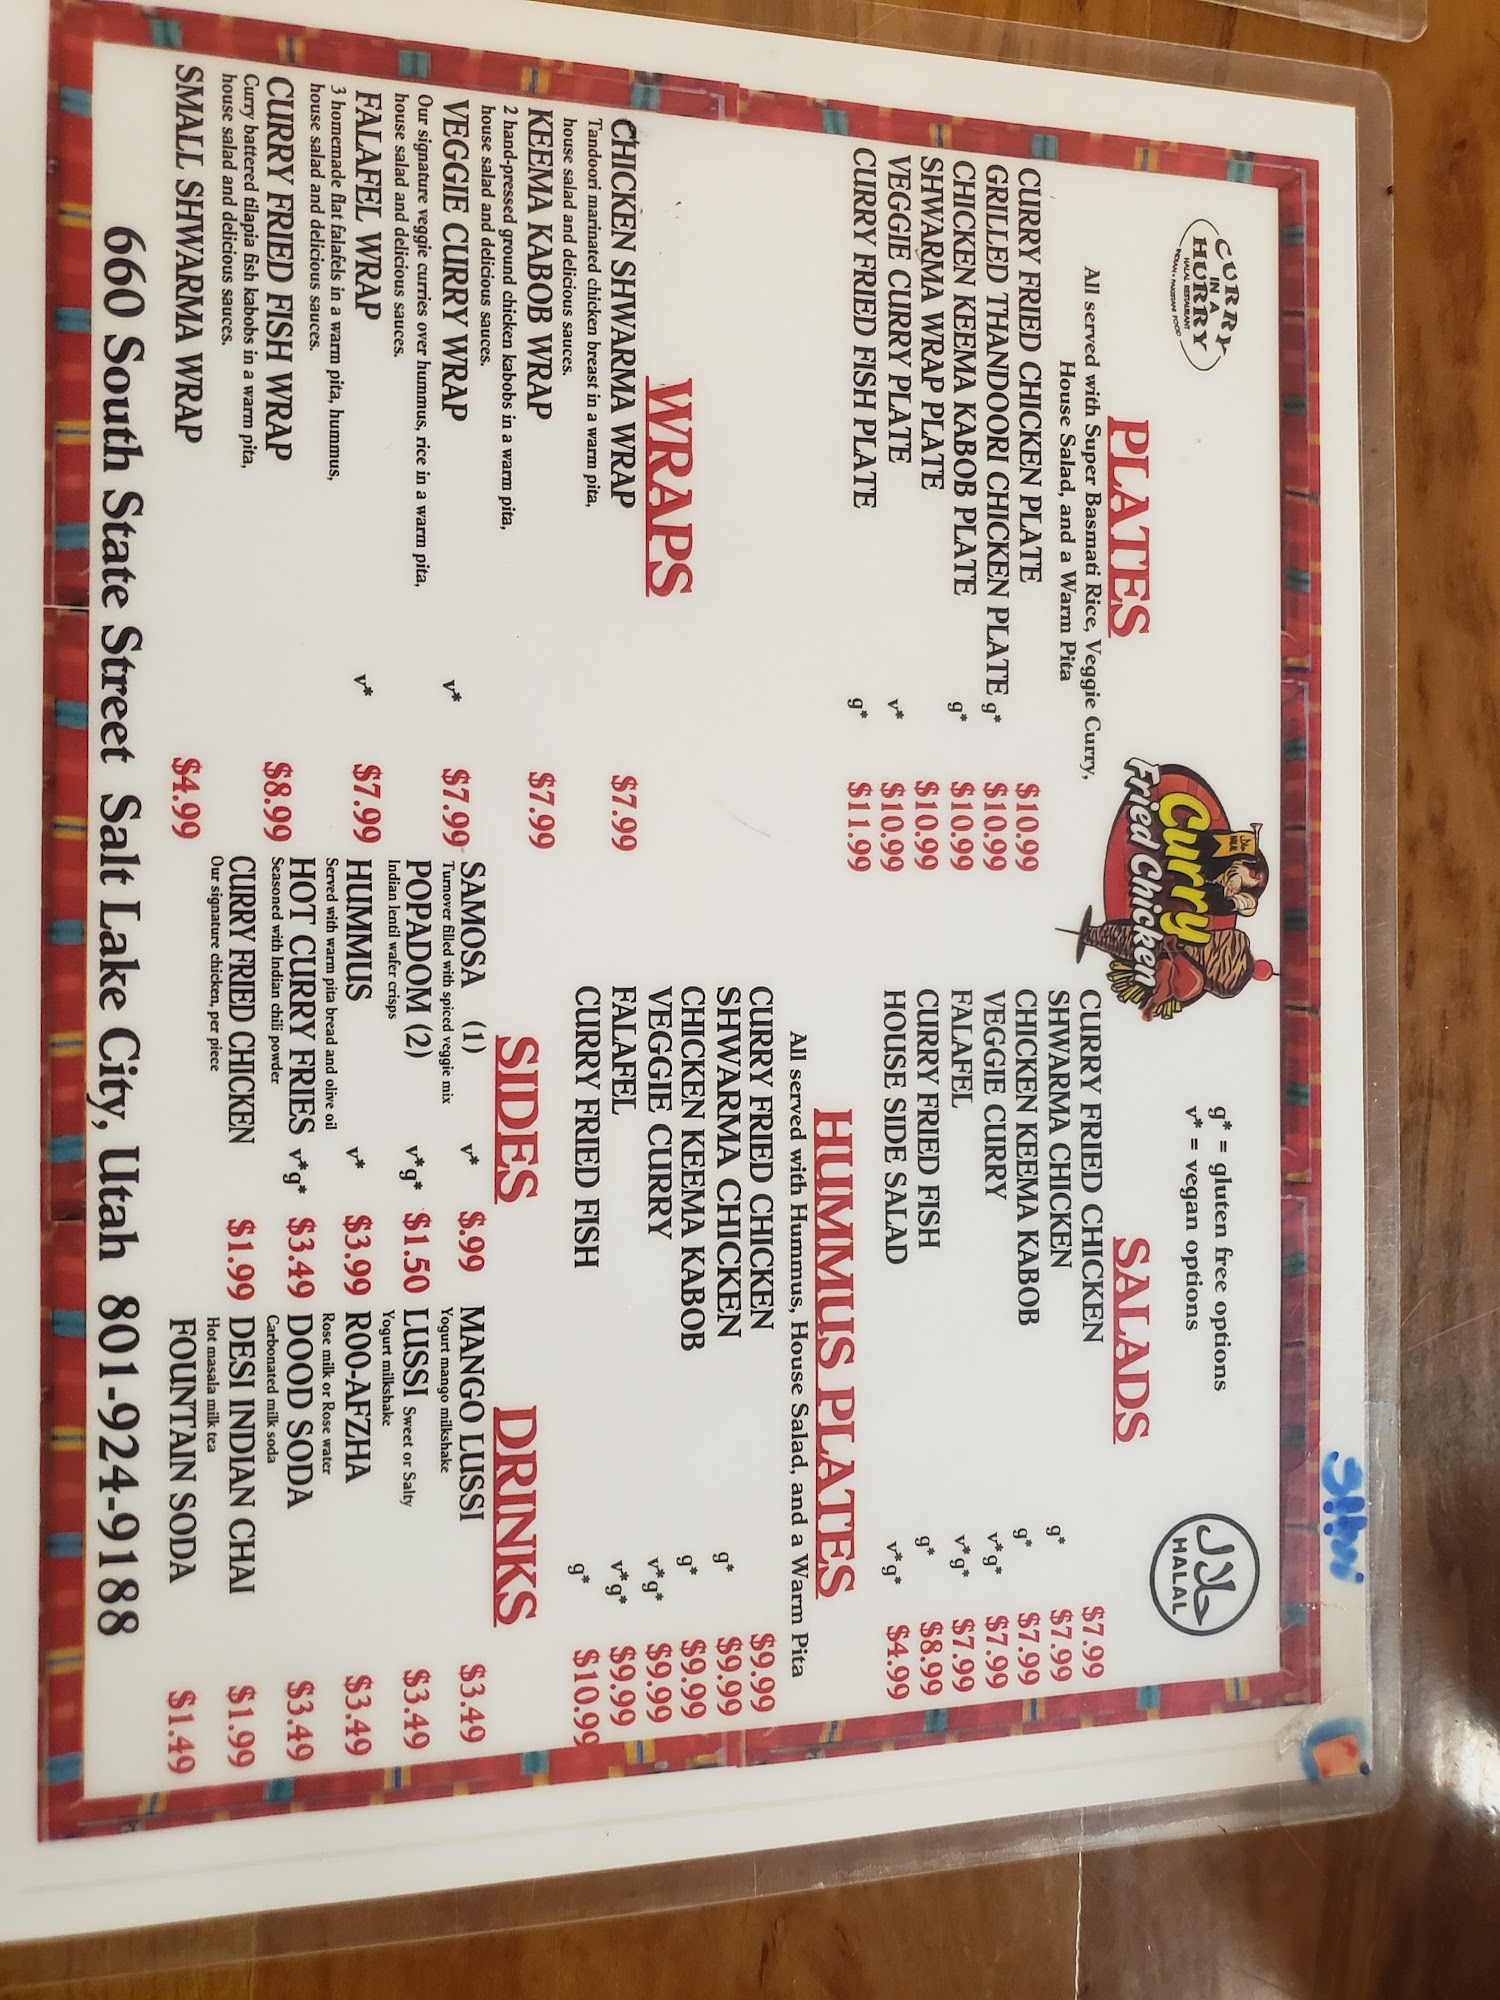 CURRY
IN A
HURRY
HALAL RESTAURANT
INDIAN • PAKISTANI FOOD
Curry
Fried Chicken
g* = gluten free options
v* = vegan options
حلال
HALAL
PLATES
All served with Super Basmati Rice, Veggie Curry,
House Salad, and a Warm Pita
CURRY FRIED CHICKEN PLATE $10.99
GRILLED THANDOORI CHICKEN PLATE g* $10.99
CHICKEN KEEMA KABOB PLATE g* $10.99
SHWARMA WRAP PLATE $10.99
VEGGIE CURRY PLATE v* $10.99
CURRY FRIED FISH PLATE g* $11.99
SALADS
CURRY FRIED CHICKEN $7.99
SHWARMA CHICKEN g* $7.99
CHICKEN KEEMA KABOB g* $7.99
VEGGIE CURRY v*g* $7.99
FALAFEL v*g* $7.99
CURRY FRIED FISH g* $8.99
HOUSE SIDE SALAD v*g* $4.99
HUMMUS PLATES
All served with Hummus, House Salad, and a Warm Pita
CURRY FRIED CHICKEN $9.99
SHWARMA CHICKEN g* $9.99
CHICKEN KEEMA KABOB g* $9.99
VEGGIE CURRY v*g* $9.99
FALAFEL v*g* $9.99
CURRY FRIED FISH g* $10.99
WRAPS
CHICKEN SHWARMA WRAP $7.99
Tandoori marinated chicken breast in a warm pita,
house salad and delicious sauces.
KEEMA KABOB WRAP $7.99
2 hand-pressed ground chicken kabobs in a warm pita,
house salad and delicious sauces.
VEGGIE CURRY WRAP v* $7.99
Our signature veggie curries over hummus, rice in a warm pita,
house salad and delicious sauces.
FALAFEL WRAP v* $7.99
3 homemade flat falafels in a warm pita, hummus,
house salad and delicious sauces.
CURRY FRIED FISH WRAP $8.99
Curry battered tilapia fish kabobs in a warm pita,
house salad and delicious sauces.
SMALL SHWARMA WRAP $4.99
SIDES
SAMOSA (1) v* $.99
Turnover filled with spiced veggie mix
POPADOM (2) v*g* $1.50
Indian lentil wafer crisps
HUMMUS v* $3.99
Served with warm pita bread and olive oil
HOT CURRY FRIES v*g* $3.49
Seasoned with Indian chili powder
CURRY FRIED CHICKEN $1.99
Our signature chicken, per piece
DRINKS
MANGO LUSSI $3.49
Yogurt mango milkshake
LUSSI Sweet or Salty $3.49
Yogurt milkshake
ROO-AFZHA $3.49
Rose milk or Rose water
DOOD SODA $3.49
Carbonated milk soda
DESI INDIAN CHAI $1.99
Hot masala milk tea
FOUNTAIN SODA $1.49
660 South State Street Salt Lake City, Utah 801-924-9188